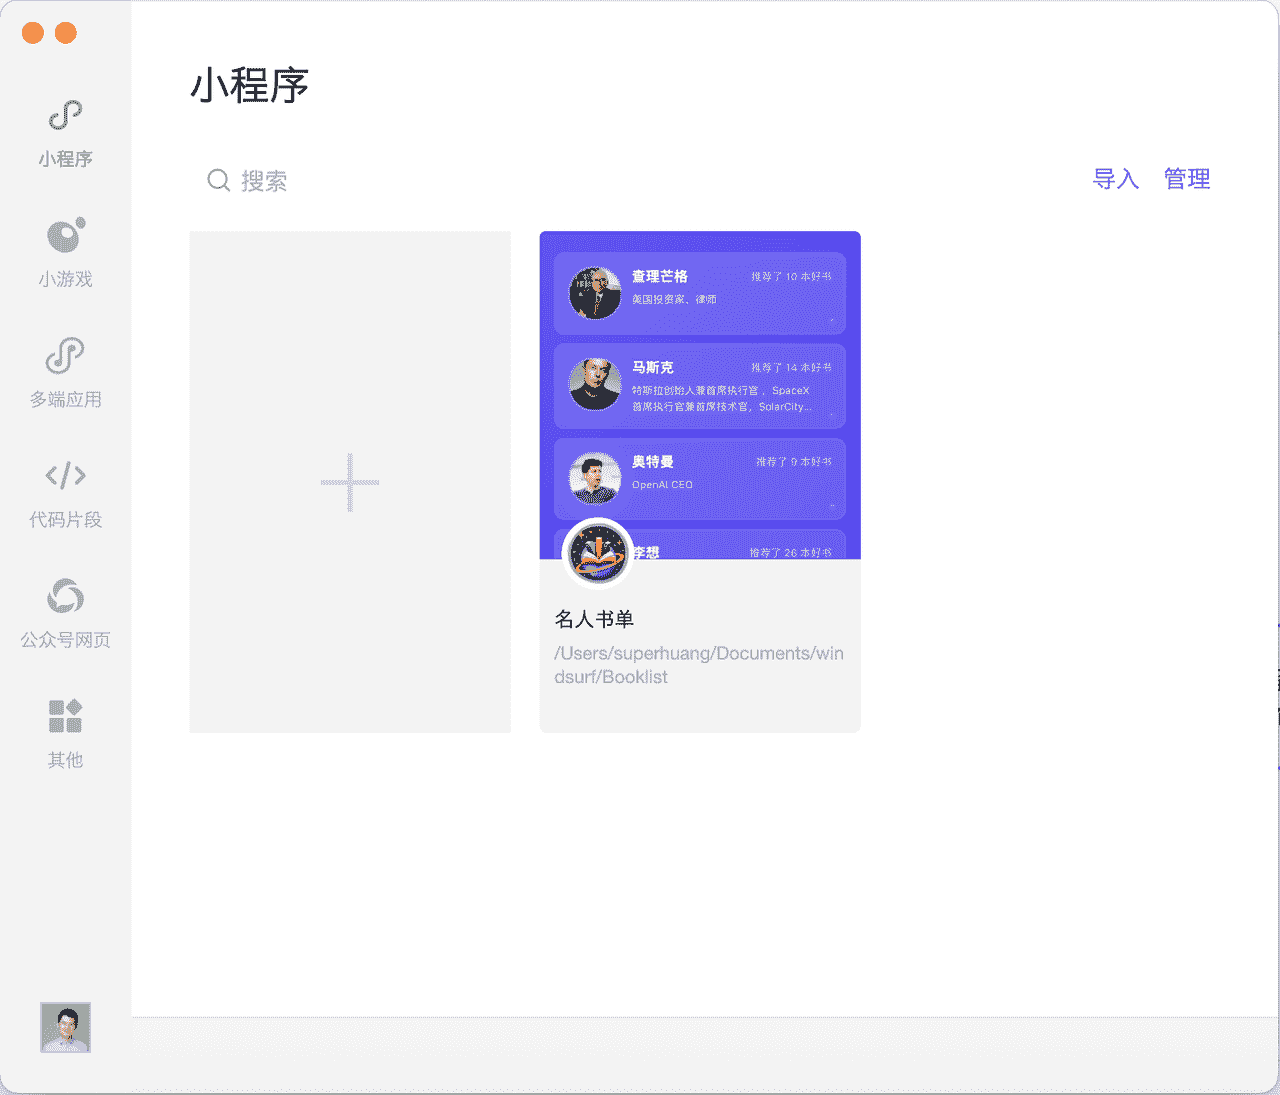 小程序
小程序
小游戏
多端应用
代码片段
公众号网页
其他
搜索
导入
管理
查理芒格
推荐了 10 本好书
美国投资家、律师
马斯克
推荐了 14 本好书
特斯拉创始人兼首席执行官，SpaceX
首席执行官兼首席技术官，SolarCity...
奥特曼
推荐了 9 本好书
OpenAI CEO
李想
推荐了 26 本好书
名人书单
/Users/superhuang/Documents/win
dsurf/Booklist